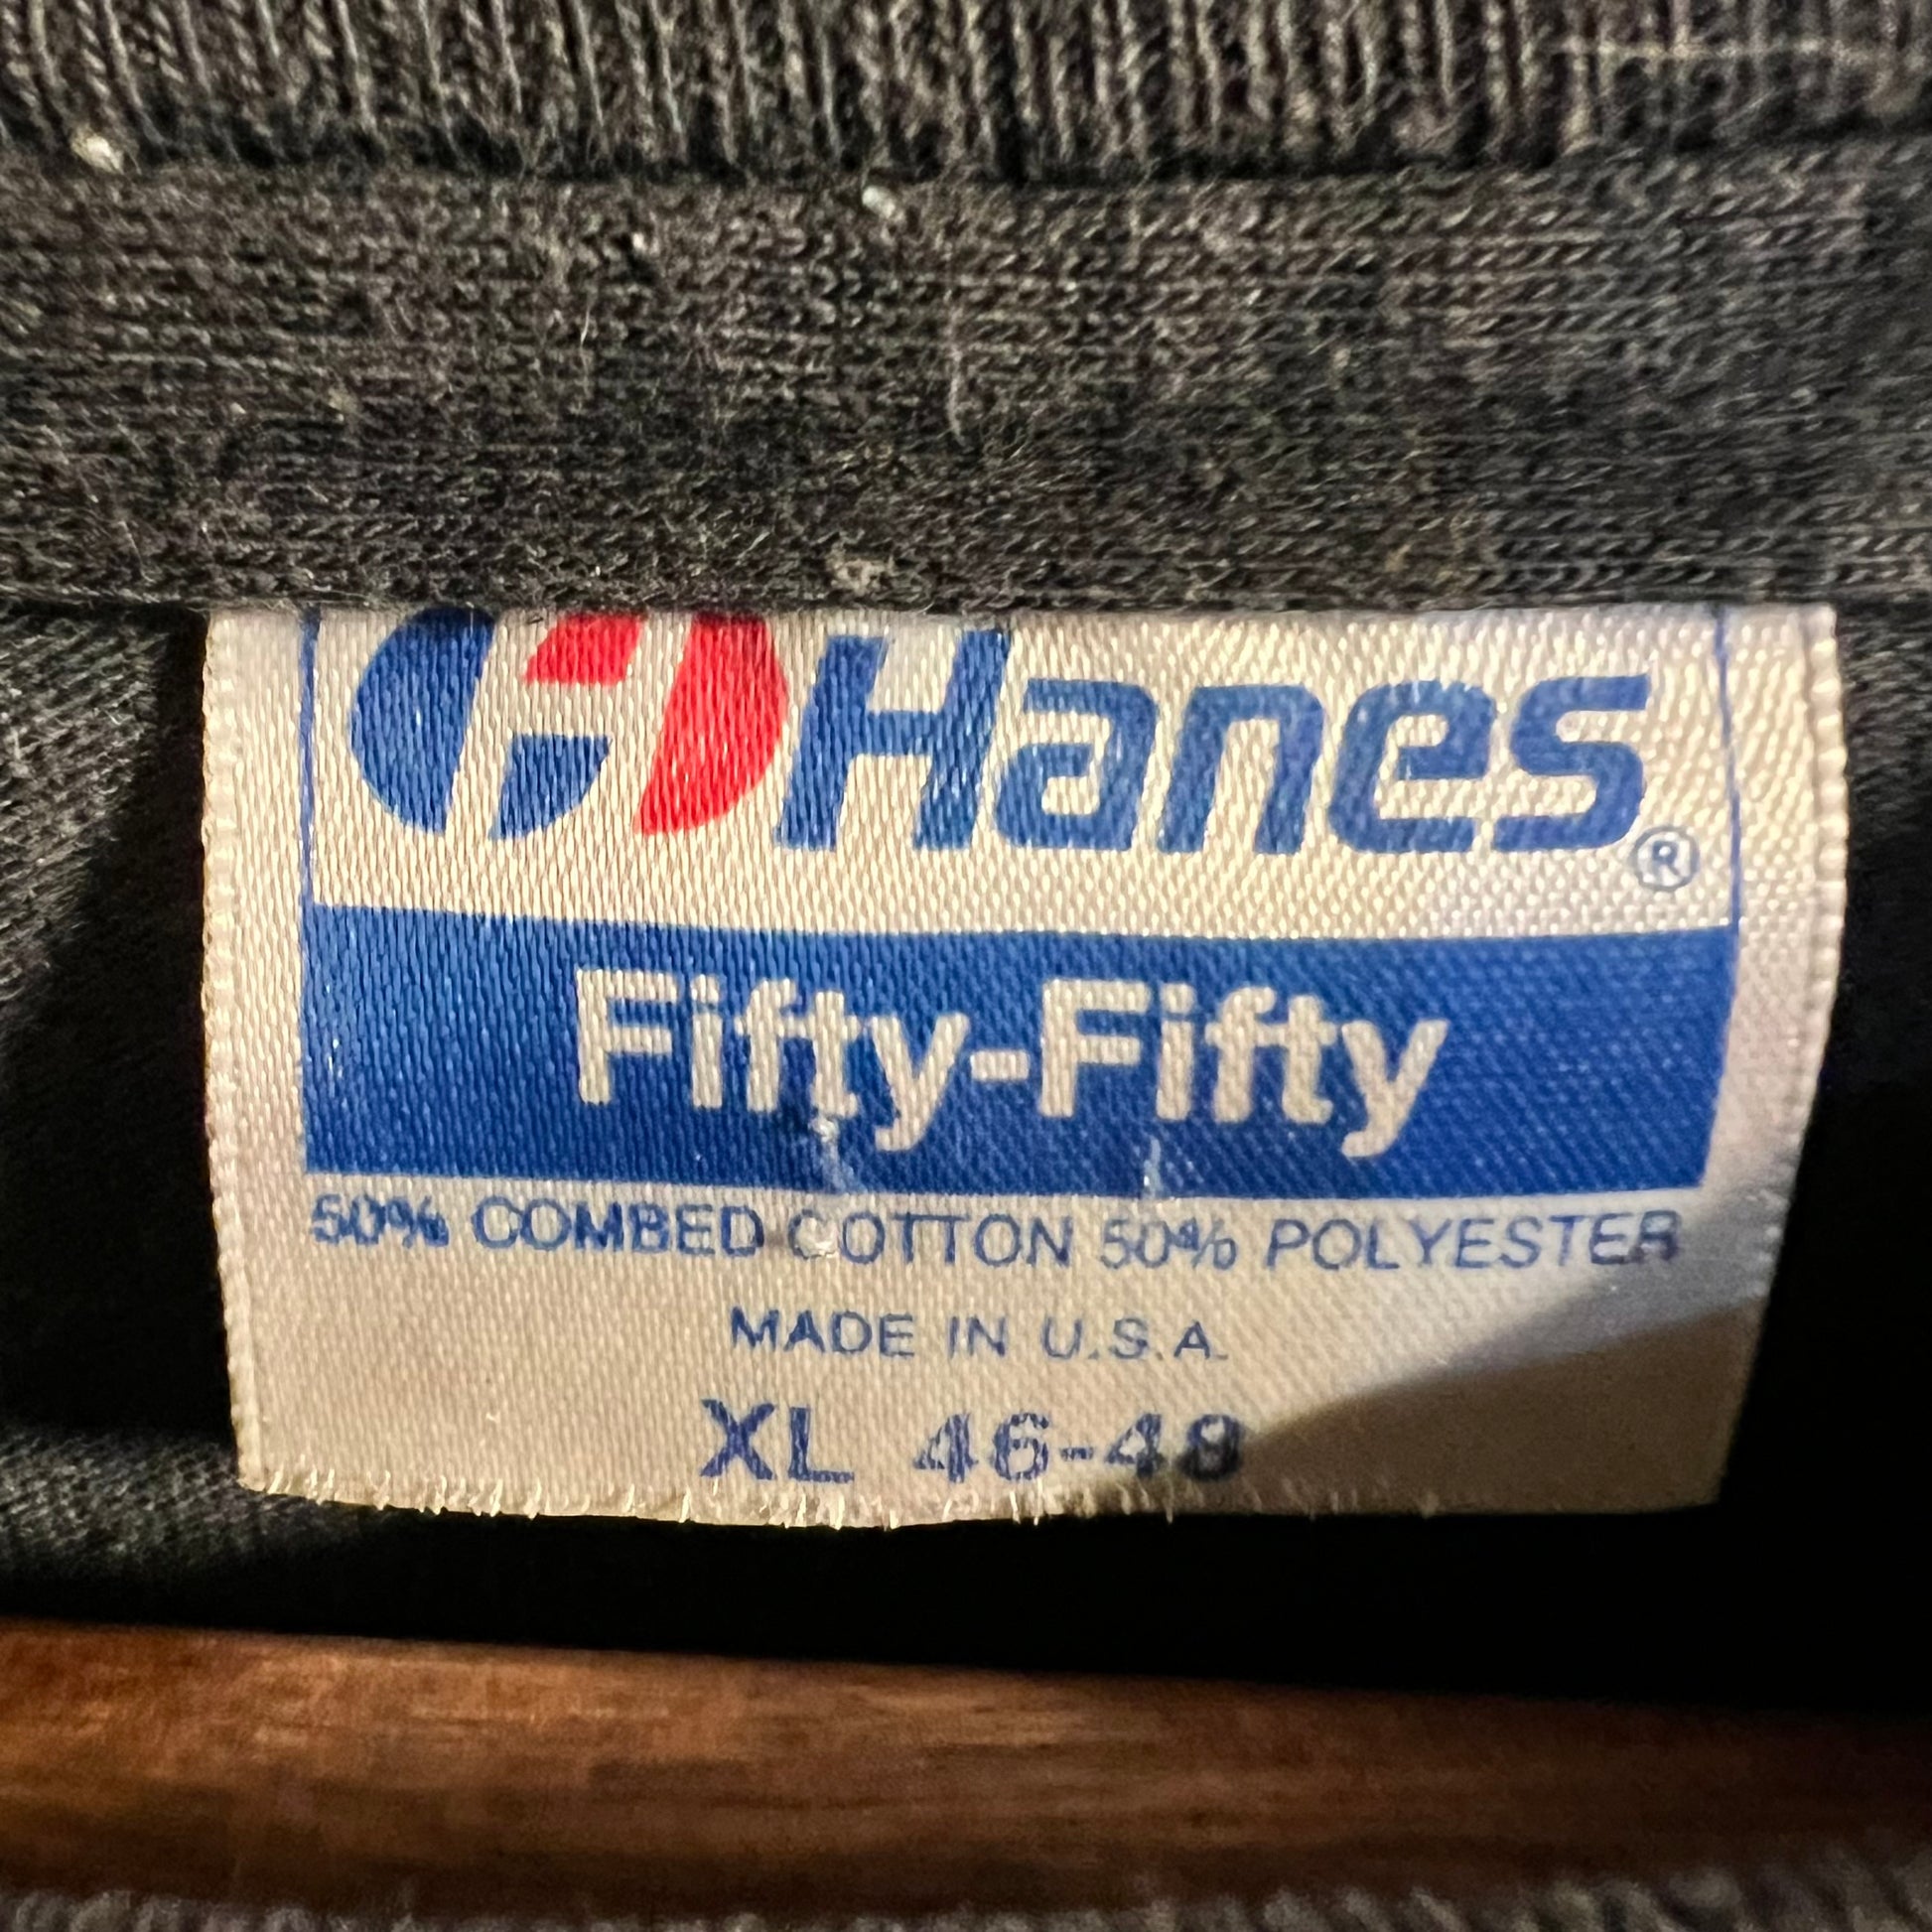 Hanes®
Fifty-Fifty
50% COMBED COTTON 50% POLYESTER
MADE IN U.S.A.
XL 46-48